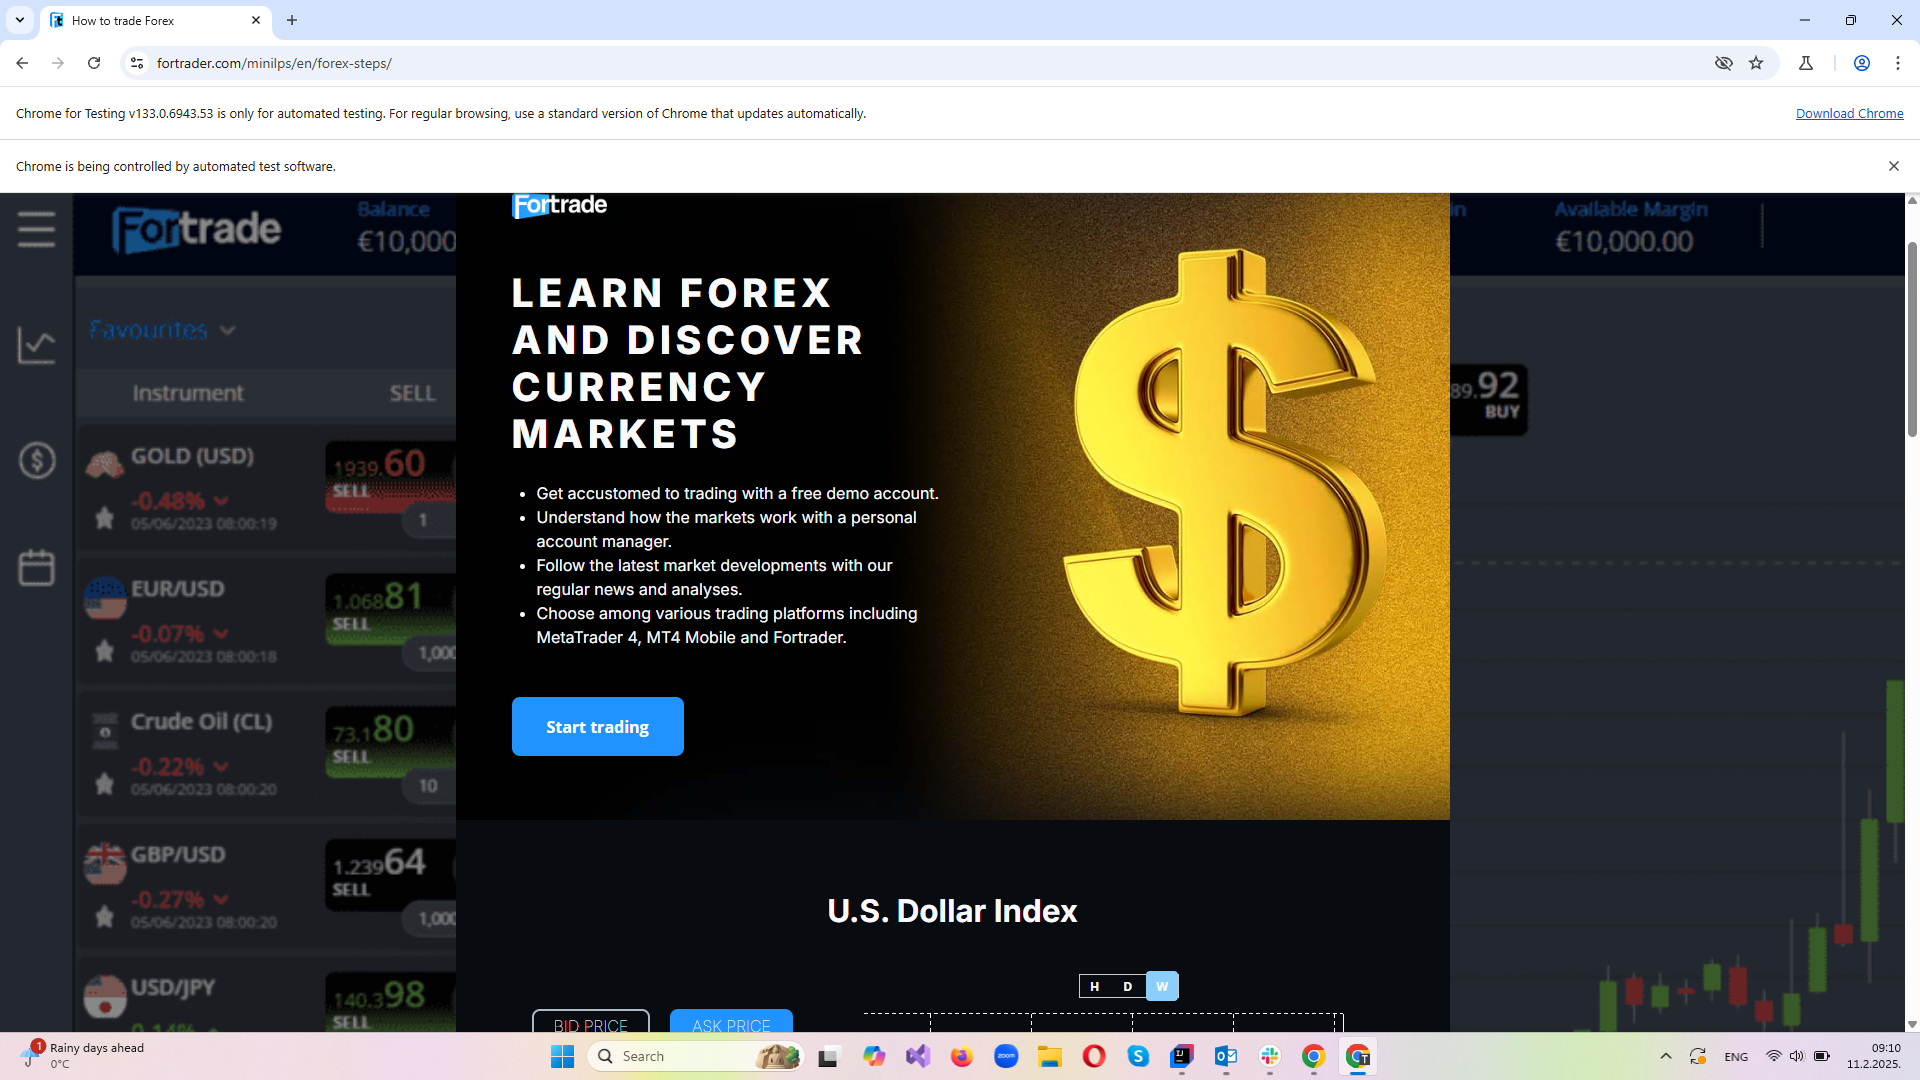 How to trade Forex
fortrader.com/minilps/en/forex-steps/
Chrome for Testing v133.0.6943.53 is only for automated testing. For regular browsing, use a standard version of Chrome that updates automatically.
Download Chrome
Chrome is being controlled by automated test software.
Fortrade
Balance
€10,000
Fortrade
in
Available Margin
€10,000.00
LEARN FOREX
AND DISCOVER
CURRENCY
MARKETS
Get accustomed to trading with a free demo account.
Understand how the markets work with a personal
account manager.
Follow the latest market developments with our
regular news and analyses.
Choose among various trading platforms including
MetaTrader 4, MT4 Mobile and Fortrader.
Start trading
Favourites
Instrument
SELL
GOLD (USD)
-0.48%
05/06/2023 08:00:19
1939.60
SELL
1
EUR/USD
-0.07%
05/06/2023 08:00:18
1.06881
SELL
1,000
Crude Oil (CL)
-0.22%
05/06/2023 08:00:20
73.180
SELL
10
GBP/USD
-0.27%
05/06/2023 08:00:20
1.23964
SELL
1,000
USD/JPY
0.14%
140.398
SELL
89.92
BUY
U.S. Dollar Index
H D W
BID PRICE
ASK PRICE
1
Rainy days ahead
0°C
Search
zoom
ENG
09:10
11.2.2025.